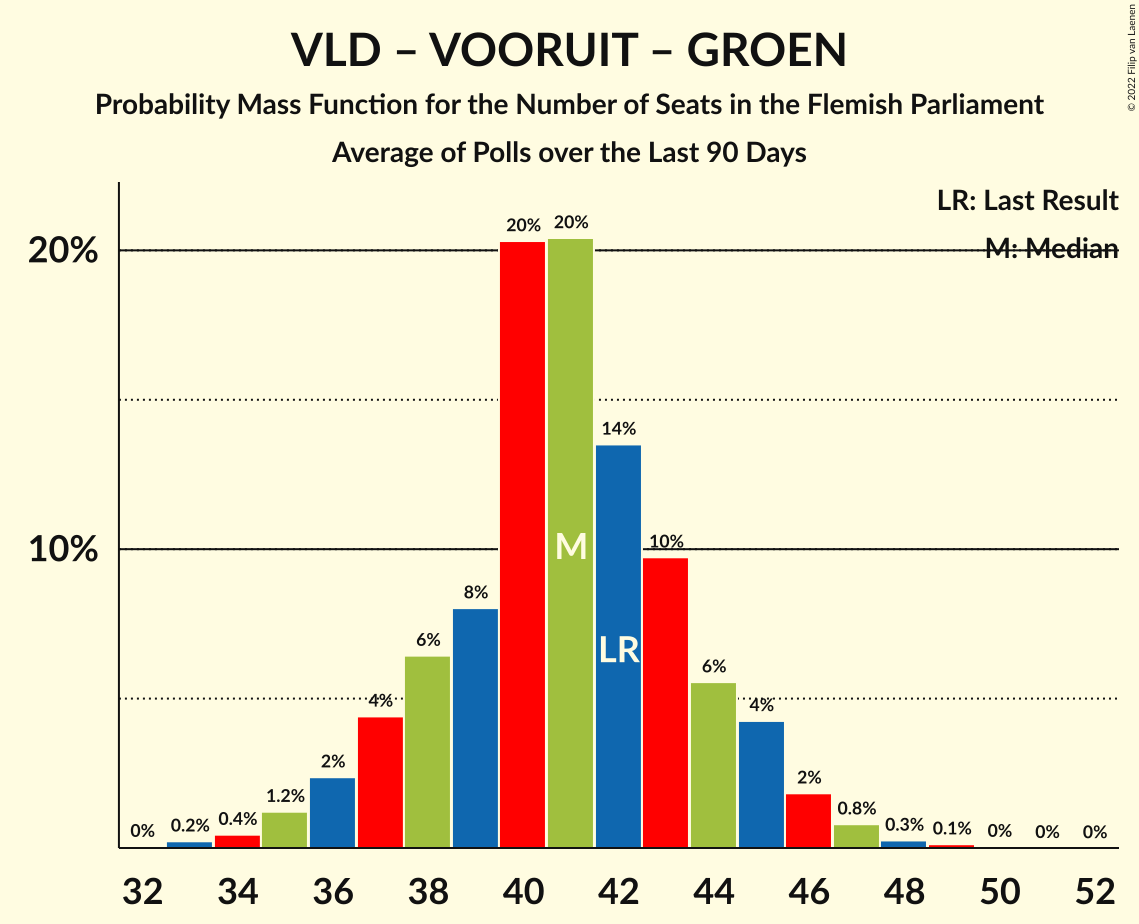 VLD – VOORUIT – GROEN
Probability Mass Function for the Number of Seats in the Flemish Parliament
Average of Polls over the Last 90 Days
© 2022 Filip van Laenen
LR: Last Result
M: Median
20%
10%
0%
0.2%
0.4%
1.2%
2%
4%
6%
8%
20%
20%
14%
10%
6%
4%
2%
0.8%
0.3%
0.1%
0%
0%
0%
M
LR
32 34 36 38 40 42 44 46 48 50 52